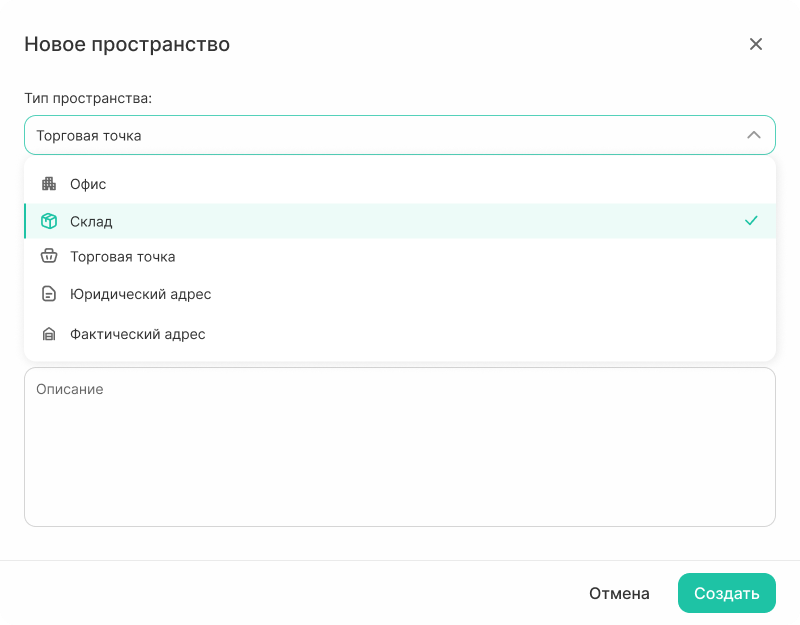 Новое пространство
Тип пространства:
Торговая точка
Офис
Склад
Торговая точка
Юридический адрес
Фактический адрес
Описание
Отмена
Создать